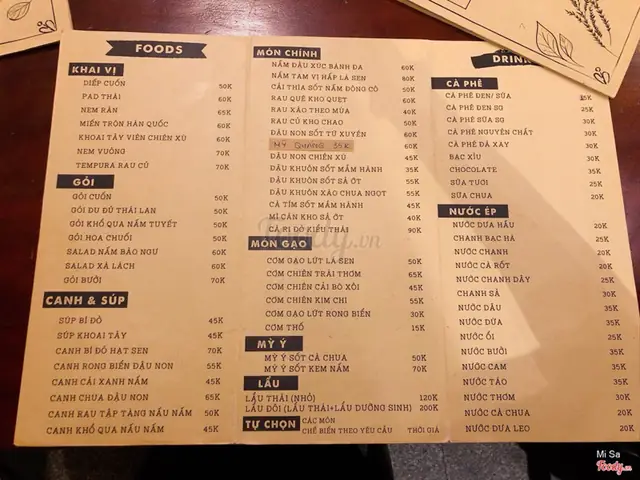 FOODS
KHAI VỊ
DIẾP CUỐN 50K
PAD THAI 60K
NEM RÁN 65K
MIẾN TRỘN HÀN QUỐC 60K
KHOAI TÂY VIÊN CHIÊN XÙ 60K
NEM VUÔNG 70K
TEMPURA RAU CỦ 70K
GỎI
GỎI CUỐN 50K
GỎI ĐU ĐỦ THÁI LAN 50K
GỎI KHỔ QUA NẤM TUYẾT 50K
GỎI HOA CHUỐI 50K
SALAD NẤM BÀO NGƯ 60K
SALAD XÀ LÁCH 60K
GỎI BƯỞI 70K
CANH & SÚP
SÚP BÍ ĐỎ 45K
SÚP KHOAI TÂY 45K
CANH BÍ ĐỎ HẠT SEN 70K
CANH RONG BIỂN ĐẬU NON 55K
CANH CẢI XANH NẤM 45K
CANH CHUA ĐẬU NON 65K
CANH RAU TẬP TÀNG NẤU NẤM 50K
CANH KHỔ QUA NẤU NẤM 45K
MÓN CHÍNH
NẤM ĐẬU XÚC BÁNH ĐA 60K
NẤM TAM VỊ HẤP LÁ SEN 80K
CẢI THÌA SỐT NẤM ĐÔNG CÔ 50K
RAU QUẾ KHO QUẸT 60K
RAU XÀO THEO MÙA 40K
RAU CỦ KHO CHAO 50K
ĐẬU NON SỐT TỨ XUYÊN 60K
MỲ QUẢNG 35K 60K
ĐẬU NON CHIÊN XÙ 45K
ĐẬU KHUÔN SỐT MẮM HÀNH 35K
ĐẬU KHUÔN SỐT SẢ ỚT 55K
ĐẬU KHUÔN XÀO CHUA NGỌT 55K
CÀ TÍM SỐT MẮM HÀNH 45K
MÌ CĂN KHO SẢ ỚT 40K
CÀ RI ĐỎ KIỂU THÁI 90K
MÓN GẠO
CƠM GẠO LỨT LÁ SEN 50K
CƠM CHIÊN TRÁI THƠM 65K
CƠM CHIÊN CẢI BÓ XÔI 45K
CƠM CHIÊN KIM CHI 55K
CƠM GẠO LỨT RONG BIỂN 30K
CƠM THỐ 15K
MỲ Ý
MỲ Ý SỐT CÀ CHUA 50K
MỲ Ý SỐT KEM NẤM 70K
LẨU
LẨU THÁI (NHỎ) 120K
LẨU ĐÔI (LẨU THÁI+LẨU DƯỠNG SINH) 200K
TỰ CHỌN CÁC MÓN
CHẾ BIẾN THEO YÊU CẦU THỜI GIÁ
DRINK
CÀ PHÊ
CÀ PHÊ ĐEN/ SỮA
CÀ PHÊ ĐEN SG 25K
CÀ PHÊ SỮA SG 30K
CÀ PHÊ NGUYÊN CHẤT 30K
CÀ PHÊ ĐÁ XAY 30K
BẠC XỈU 30K
CHOCOLATE 35K
SỮA TƯƠI 25K
SỮA CHUA 20K
NƯỚC ÉP
NƯỚC DƯA HẤU 20K
CHANH BẠC HÀ 25K
NƯỚC CHANH 20K
NƯỚC CÀ RỐT 20K
NƯỚC CHANH DÂY 25K
CHANH SẢ 30K
NƯỚC DÂU 35K
NƯỚC DỨA 35K
NƯỚC ỔI 25K
NƯỚC BƯỞI 35K
NƯỚC CAM 35K
NƯỚC TÁO 30K
NƯỚC THƠM 30K
NƯỚC CÀ CHUA 20K
NƯỚC DƯA LEO 20K
Foody.vn
Mi Sa
Foody.vn